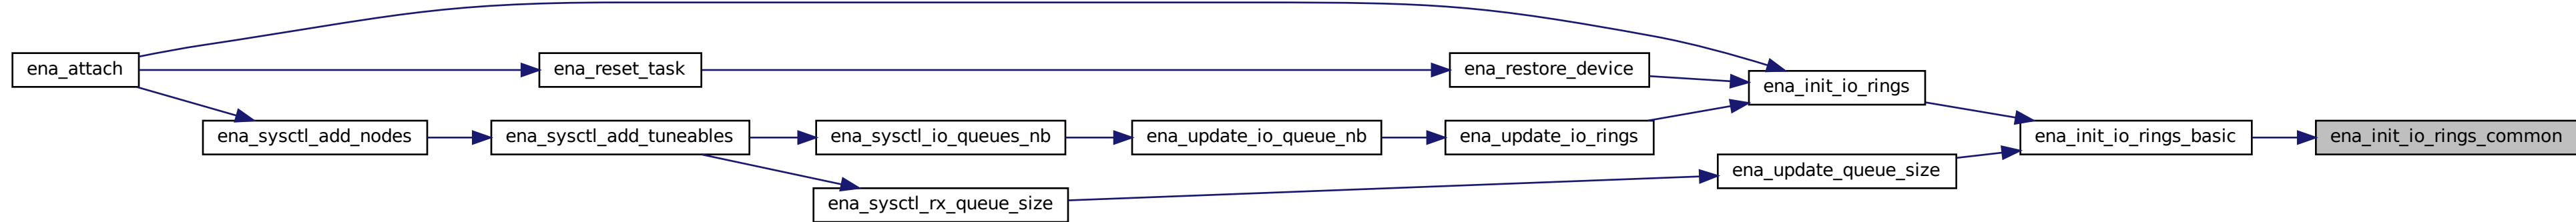 ena_attach
ena_reset_task
ena_restore_device
ena_init_io_rings
ena_sysctl_add_nodes
ena_sysctl_add_tuneables
ena_sysctl_io_queues_nb
ena_update_io_queue_nb
ena_update_io_rings
ena_init_io_rings_basic
ena_init_io_rings_common
ena_update_queue_size
ena_sysctl_rx_queue_size